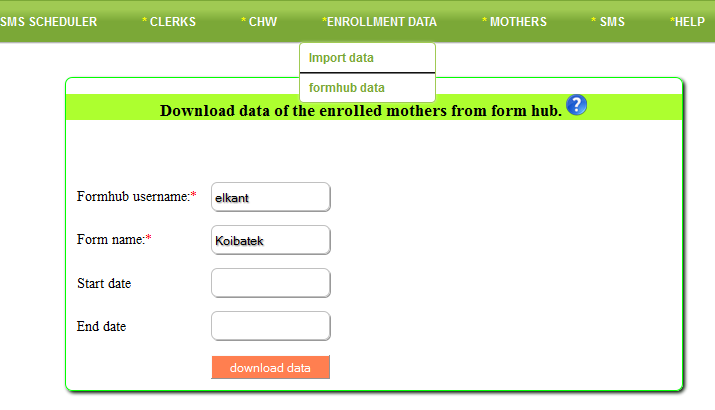 SMS SCHEDULER * CLERKS * CHW *ENROLLMENT DATA * MOTHERS * SMS *HELP
Import data
formhub data
Download data of the enrolled mothers from form hub. ?
Formhub username:* elkant
Form name:* Koibatek
Start date
End date
download data